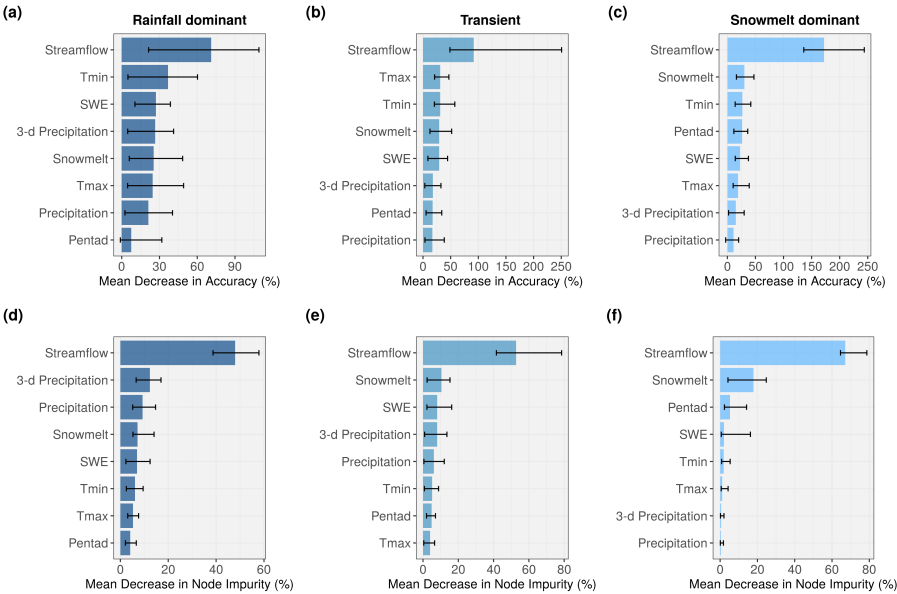 (a) Rainfall dominant
Streamflow
Tmin
SWE
3-d Precipitation
Snowmelt
Tmax
Precipitation
Pentad
0 30 60 90
Mean Decrease in Accuracy (%)
(b) Transient
Streamflow
Tmax
Tmin
Snowmelt
SWE
3-d Precipitation
Pentad
Precipitation
0 50 100 150 200 250
Mean Decrease in Accuracy (%)
(c) Snowmelt dominant
Streamflow
Snowmelt
Tmin
Pentad
SWE
Tmax
3-d Precipitation
Precipitation
0 50 100 150 200 250
Mean Decrease in Accuracy (%)
(d)
Streamflow
3-d Precipitation
Precipitation
Snowmelt
SWE
Tmin
Tmax
Pentad
0 20 40 60
Mean Decrease in Node Impurity (%)
(e)
Streamflow
Snowmelt
SWE
3-d Precipitation
Precipitation
Tmin
Pentad
Tmax
0 20 40 60 80
Mean Decrease in Node Impurity (%)
(f)
Streamflow
Snowmelt
Pentad
SWE
Tmin
Tmax
3-d Precipitation
Precipitation
0 20 40 60 80
Mean Decrease in Node Impurity (%)